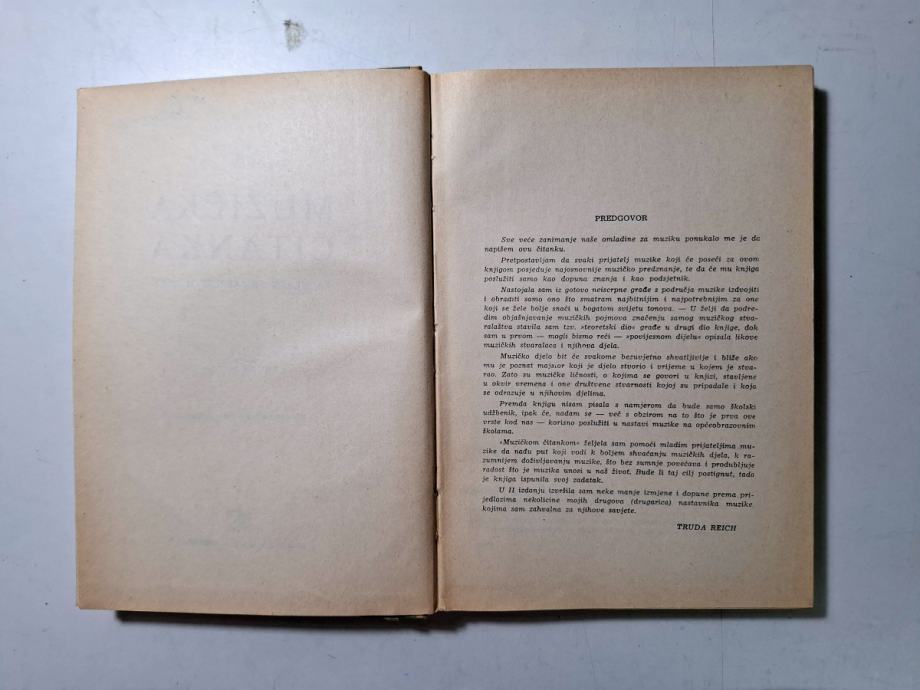 MUZIČKA
ČITANKA
PREDGOVOR
Sve veće zanimanje naše omladine za muziku ponukalo me je da
napišem ovu čitanku.
Pretpostavljam da svaki prijatelj muzike koji će poseći za ovom
knjigom posjeduje najosnovnije muzičko predznanje, te da će mu knjiga
poslužiti samo kao dopuna znanja i kao podsjetnik.
Nastojala sam iz gotovo neiscrpne građe s područja muzike izdvojiti
i obraditi samo ono što smatram najbitnijim i najpotrebnijim za one
koji se žele bolje snaći u bogatom svijetu tonova. — U želji da podre-
dim objašnjavanje muzičkih pojmova značenju samog muzičkog stva-
ralaštva stavila sam tzv. »teoretski dio« građe u drugi dio knjige, dok
sam u prvom — mogli bismo reći — »povijesnom dijelu« opisala likove
muzičkih stvaralaca i njihova djela.
Muzičko djelo bit će svakome bezuvjetno shvatljivije i bliže ako
mu je poznat majstor koji je djelo stvorio i vrijeme u kojem je stva-
rao. Zato su muzičke ličnosti, o kojima se govori u knjizi, stavljene
u okvir vremena i one društvene stvarnosti kojoj su pripadale i koja
se odrazuje u njihovim djelima.
Premda knjigu nisam pisala s namjerom da bude samo školski
udžbenik, ipak će, nadam se — već s obzirom na to što je prva ove
vrste kod nas — korisno poslužiti u nastavi muzike na općeobrazovnim
školama.
»Muzičkom čitankom« željela sam pomoći mladim prijateljima mu-
zike da nađu put koji vodi k boljem shvaćanju muzičkih djela, k ra-
zumnijem doživljavanju muzike, što bez sumnje povećava i produbljuje
radost što je muzika unosi u naš život. Bude li taj cilj postignut, tada
je knjiga ispunila svoj zadatak.
U II izdanju izvršila sam neke manje izmjene i dopune prema pri-
jedlozima nekolicine mojih drugova (drugarica) nastavnika muzike
kojima sam zahvalna za njihove savjete.
TRUDA REICH